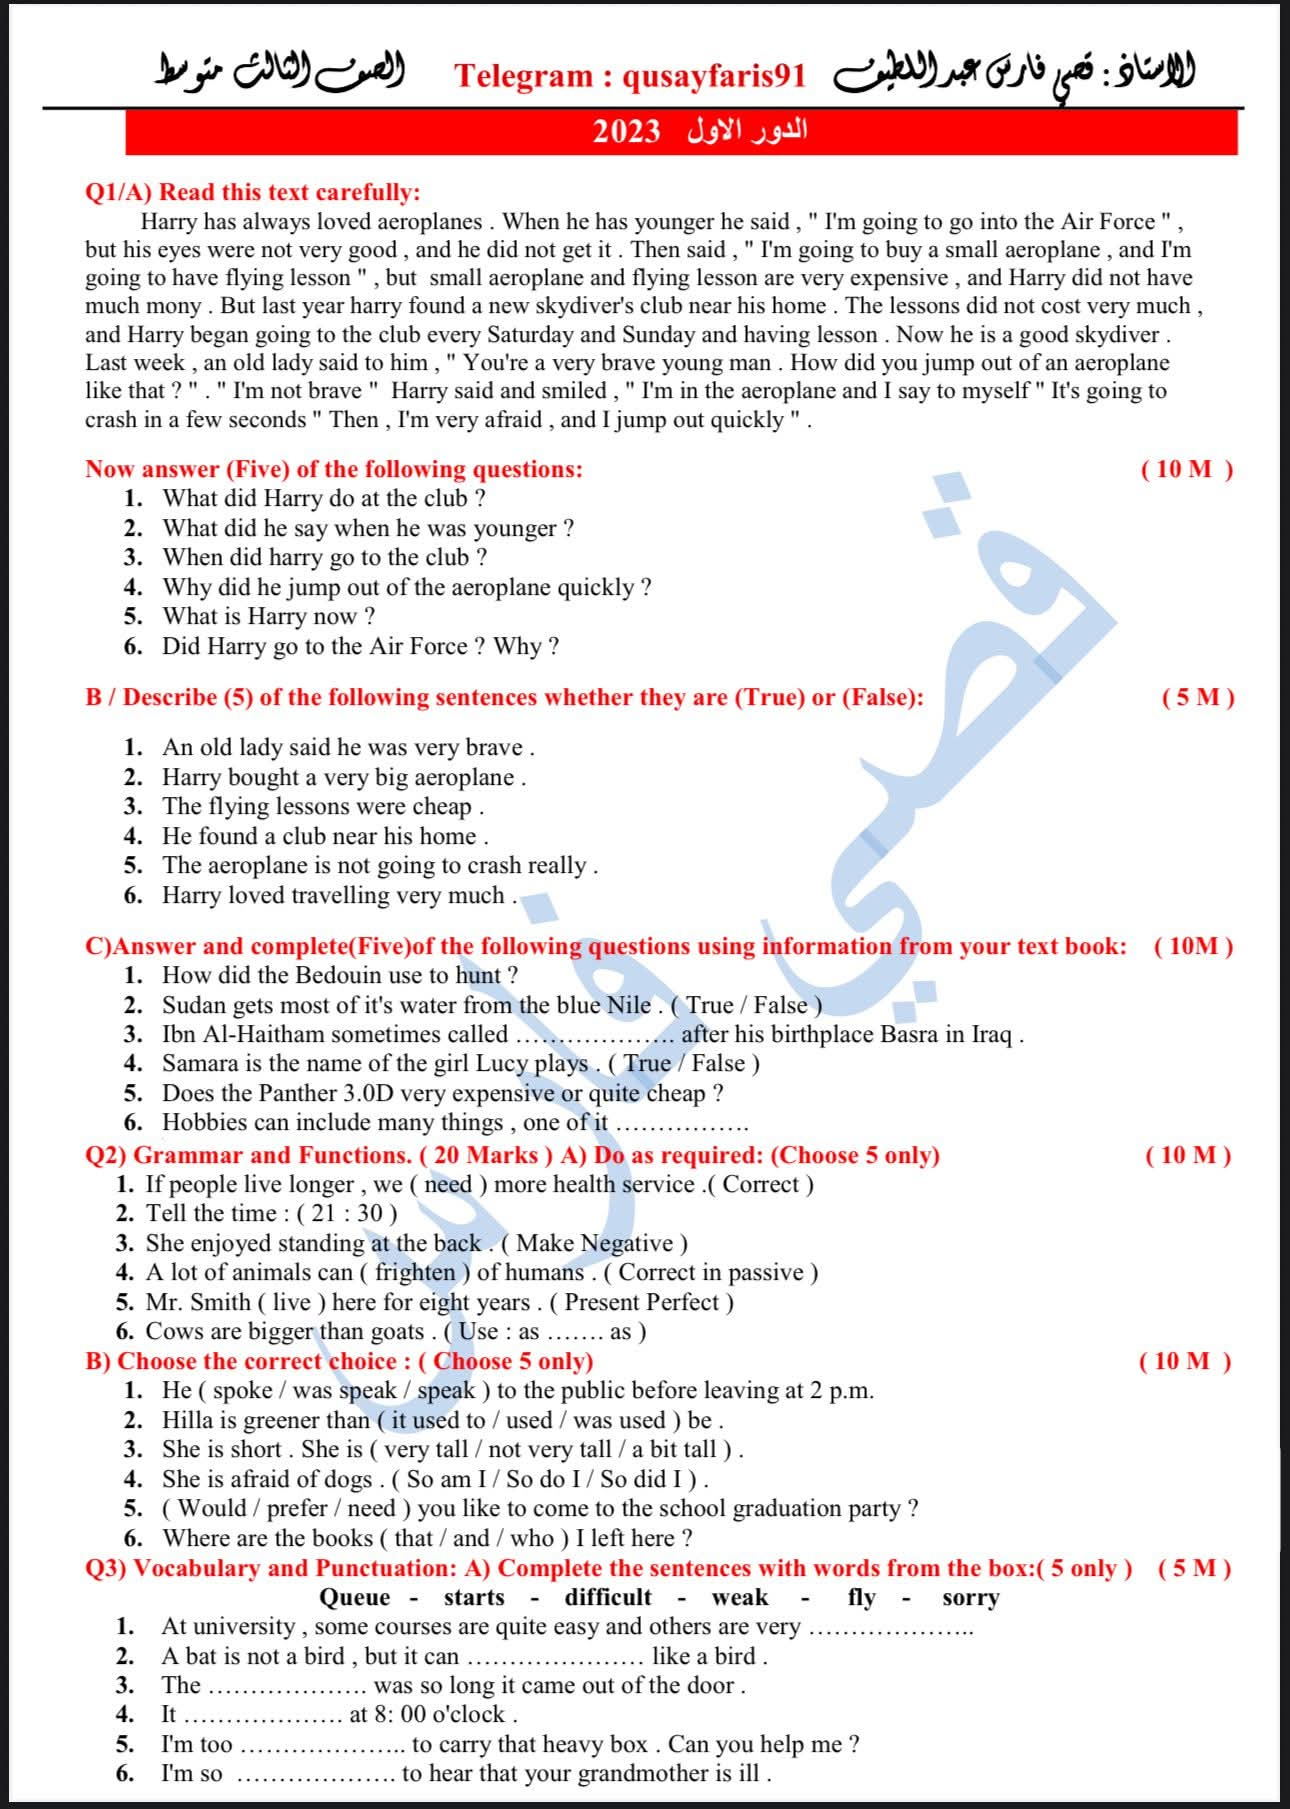 الاستاذ : قصي فارس عبد اللطيف Telegram : qusayfaris91 الصف الثالث متوسط
الدور الاول 2023
Q1/A) Read this text carefully:
Harry has always loved aeroplanes . When he has younger he said , " I'm going to go into the Air Force " ,
but his eyes were not very good , and he did not get it . Then said , " I'm going to buy a small aeroplane , and I'm
going to have flying lesson " , but small aeroplane and flying lesson are very expensive , and Harry did not have
much mony . But last year harry found a new skydiver's club near his home . The lessons did not cost very much ,
and Harry began going to the club every Saturday and Sunday and having lesson . Now he is a good skydiver .
Last week , an old lady said to him , " You're a very brave young man . How did you jump out of an aeroplane
like that ? " . " I'm not brave " Harry said and smiled , " I'm in the aeroplane and I say to myself " It's going to
crash in a few seconds " Then , I'm very afraid , and I jump out quickly " .
Now answer (Five) of the following questions: ( 10 M )
1. What did Harry do at the club ?
2. What did he say when he was younger ?
3. When did harry go to the club ?
4. Why did he jump out of the aeroplane quickly ?
5. What is Harry now ?
6. Did Harry go to the Air Force ? Why ?
B / Describe (5) of the following sentences whether they are (True) or (False): ( 5 M )
1. An old lady said he was very brave .
2. Harry bought a very big aeroplane .
3. The flying lessons were cheap .
4. He found a club near his home .
5. The aeroplane is not going to crash really .
6. Harry loved travelling very much .
C)Answer and complete(Five)of the following questions using information from your text book: ( 10M )
1. How did the Bedouin use to hunt ?
2. Sudan gets most of it's water from the blue Nile . ( True / False )
3. Ibn Al-Haitham sometimes called ………………. after his birthplace Basra in Iraq .
4. Samara is the name of the girl Lucy plays . ( True / False )
5. Does the Panther 3.0D very expensive or quite cheap ?
6. Hobbies can include many things , one of it …………….
Q2) Grammar and Functions. ( 20 Marks ) A) Do as required: (Choose 5 only) ( 10 M )
1. If people live longer , we ( need ) more health service .( Correct )
2. Tell the time : ( 21 : 30 )
3. She enjoyed standing at the back . ( Make Negative )
4. A lot of animals can ( frighten ) of humans . ( Correct in passive )
5. Mr. Smith ( live ) here for eight years . ( Present Perfect )
6. Cows are bigger than goats . ( Use : as ……. as )
B) Choose the correct choice : ( Choose 5 only) ( 10 M )
1. He ( spoke / was speak / speak ) to the public before leaving at 2 p.m.
2. Hilla is greener than ( it used to / used / was used ) be .
3. She is short . She is ( very tall / not very tall / a bit tall ) .
4. She is afraid of dogs . ( So am I / So do I / So did I ) .
5. ( Would / prefer / need ) you like to come to the school graduation party ?
6. Where are the books ( that / and / who ) I left here ?
Q3) Vocabulary and Punctuation: A) Complete the sentences with words from the box:( 5 only ) ( 5 M )
Queue - starts - difficult - weak - fly - sorry
1. At university , some courses are quite easy and others are very ………………..
2. A bat is not a bird , but it can ………………… like a bird .
3. The ………………. was so long it came out of the door .
4. It ………………. at 8: 00 o'clock .
5. I'm too ……………….. to carry that heavy box . Can you help me ?
6. I'm so ………………. to hear that your grandmother is ill .
قصي فارس